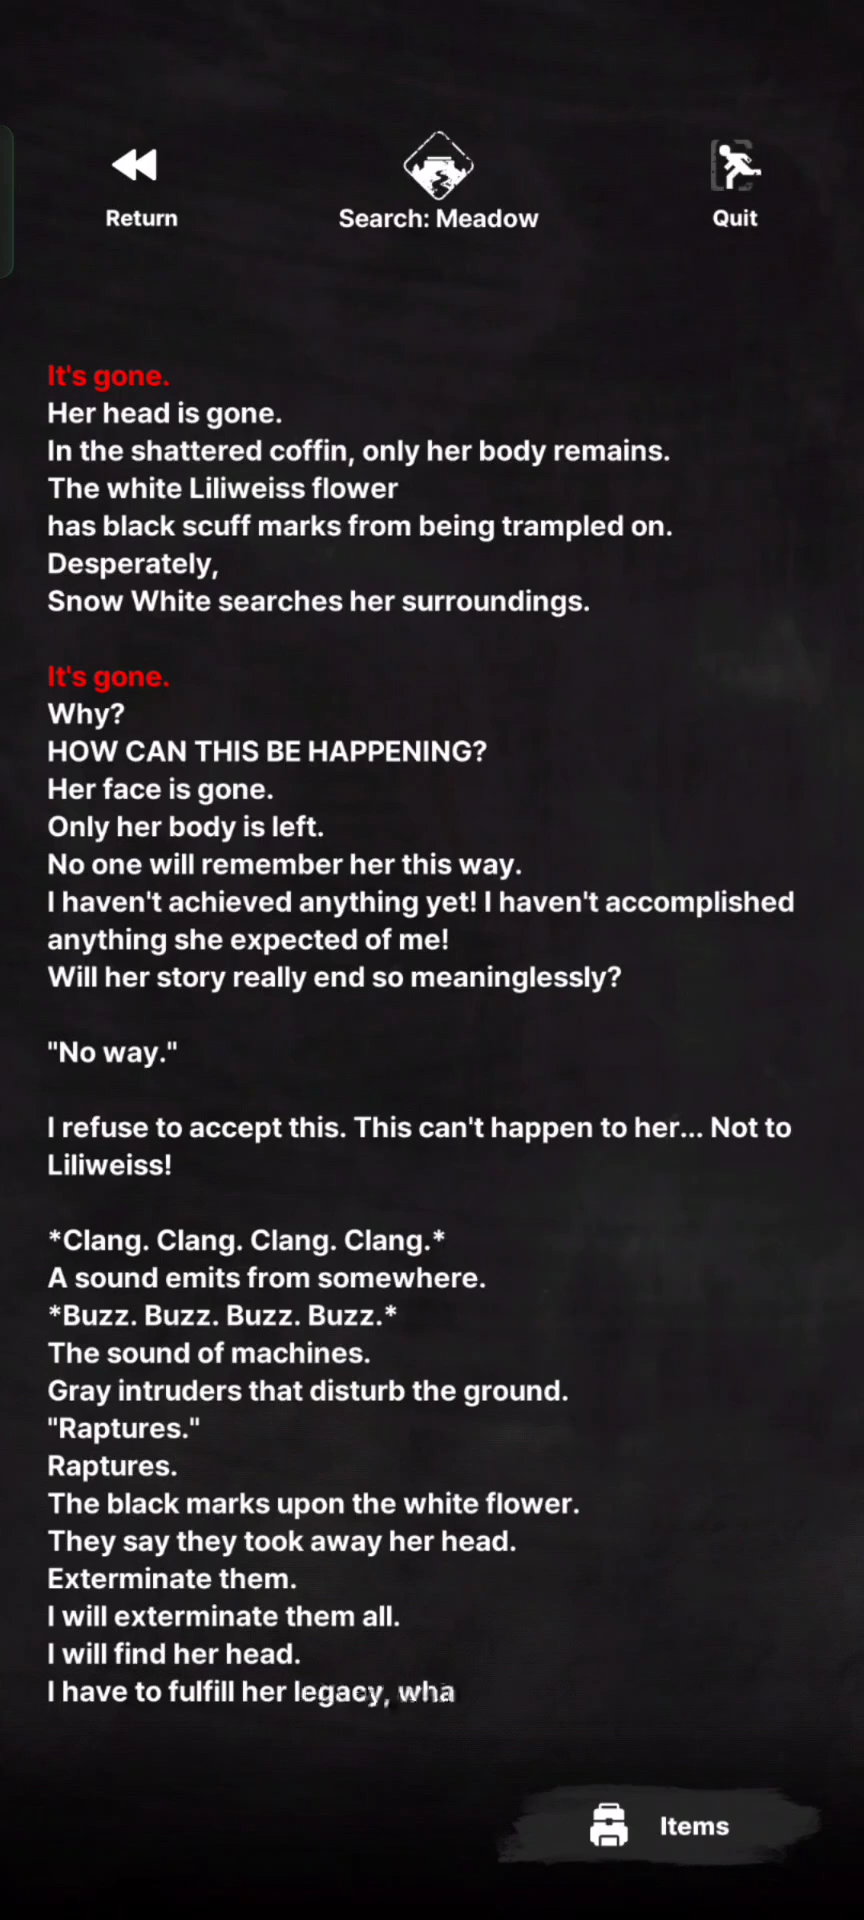 Return
Search: Meadow
Quit
It's gone.
Her head is gone.
In the shattered coffin, only her body remains.
The white Liliweiss flower
has black scuff marks from being trampled on.
Desperately,
Snow White searches her surroundings.
It's gone.
Why?
HOW CAN THIS BE HAPPENING?
Her face is gone.
Only her body is left.
No one will remember her this way.
I haven't achieved anything yet! I haven't accomplished
anything she expected of me!
Will her story really end so meaninglessly?
"No way."
I refuse to accept this. This can't happen to her... Not to
Liliweiss!
*Clang. Clang. Clang. Clang.*
A sound emits from somewhere.
*Buzz. Buzz. Buzz. Buzz.*
The sound of machines.
Gray intruders that disturb the ground.
"Raptures."
Raptures.
The black marks upon the white flower.
They say they took away her head.
Exterminate them.
I will exterminate them all.
I will find her head.
I have to fulfill her legacy, wha
Items